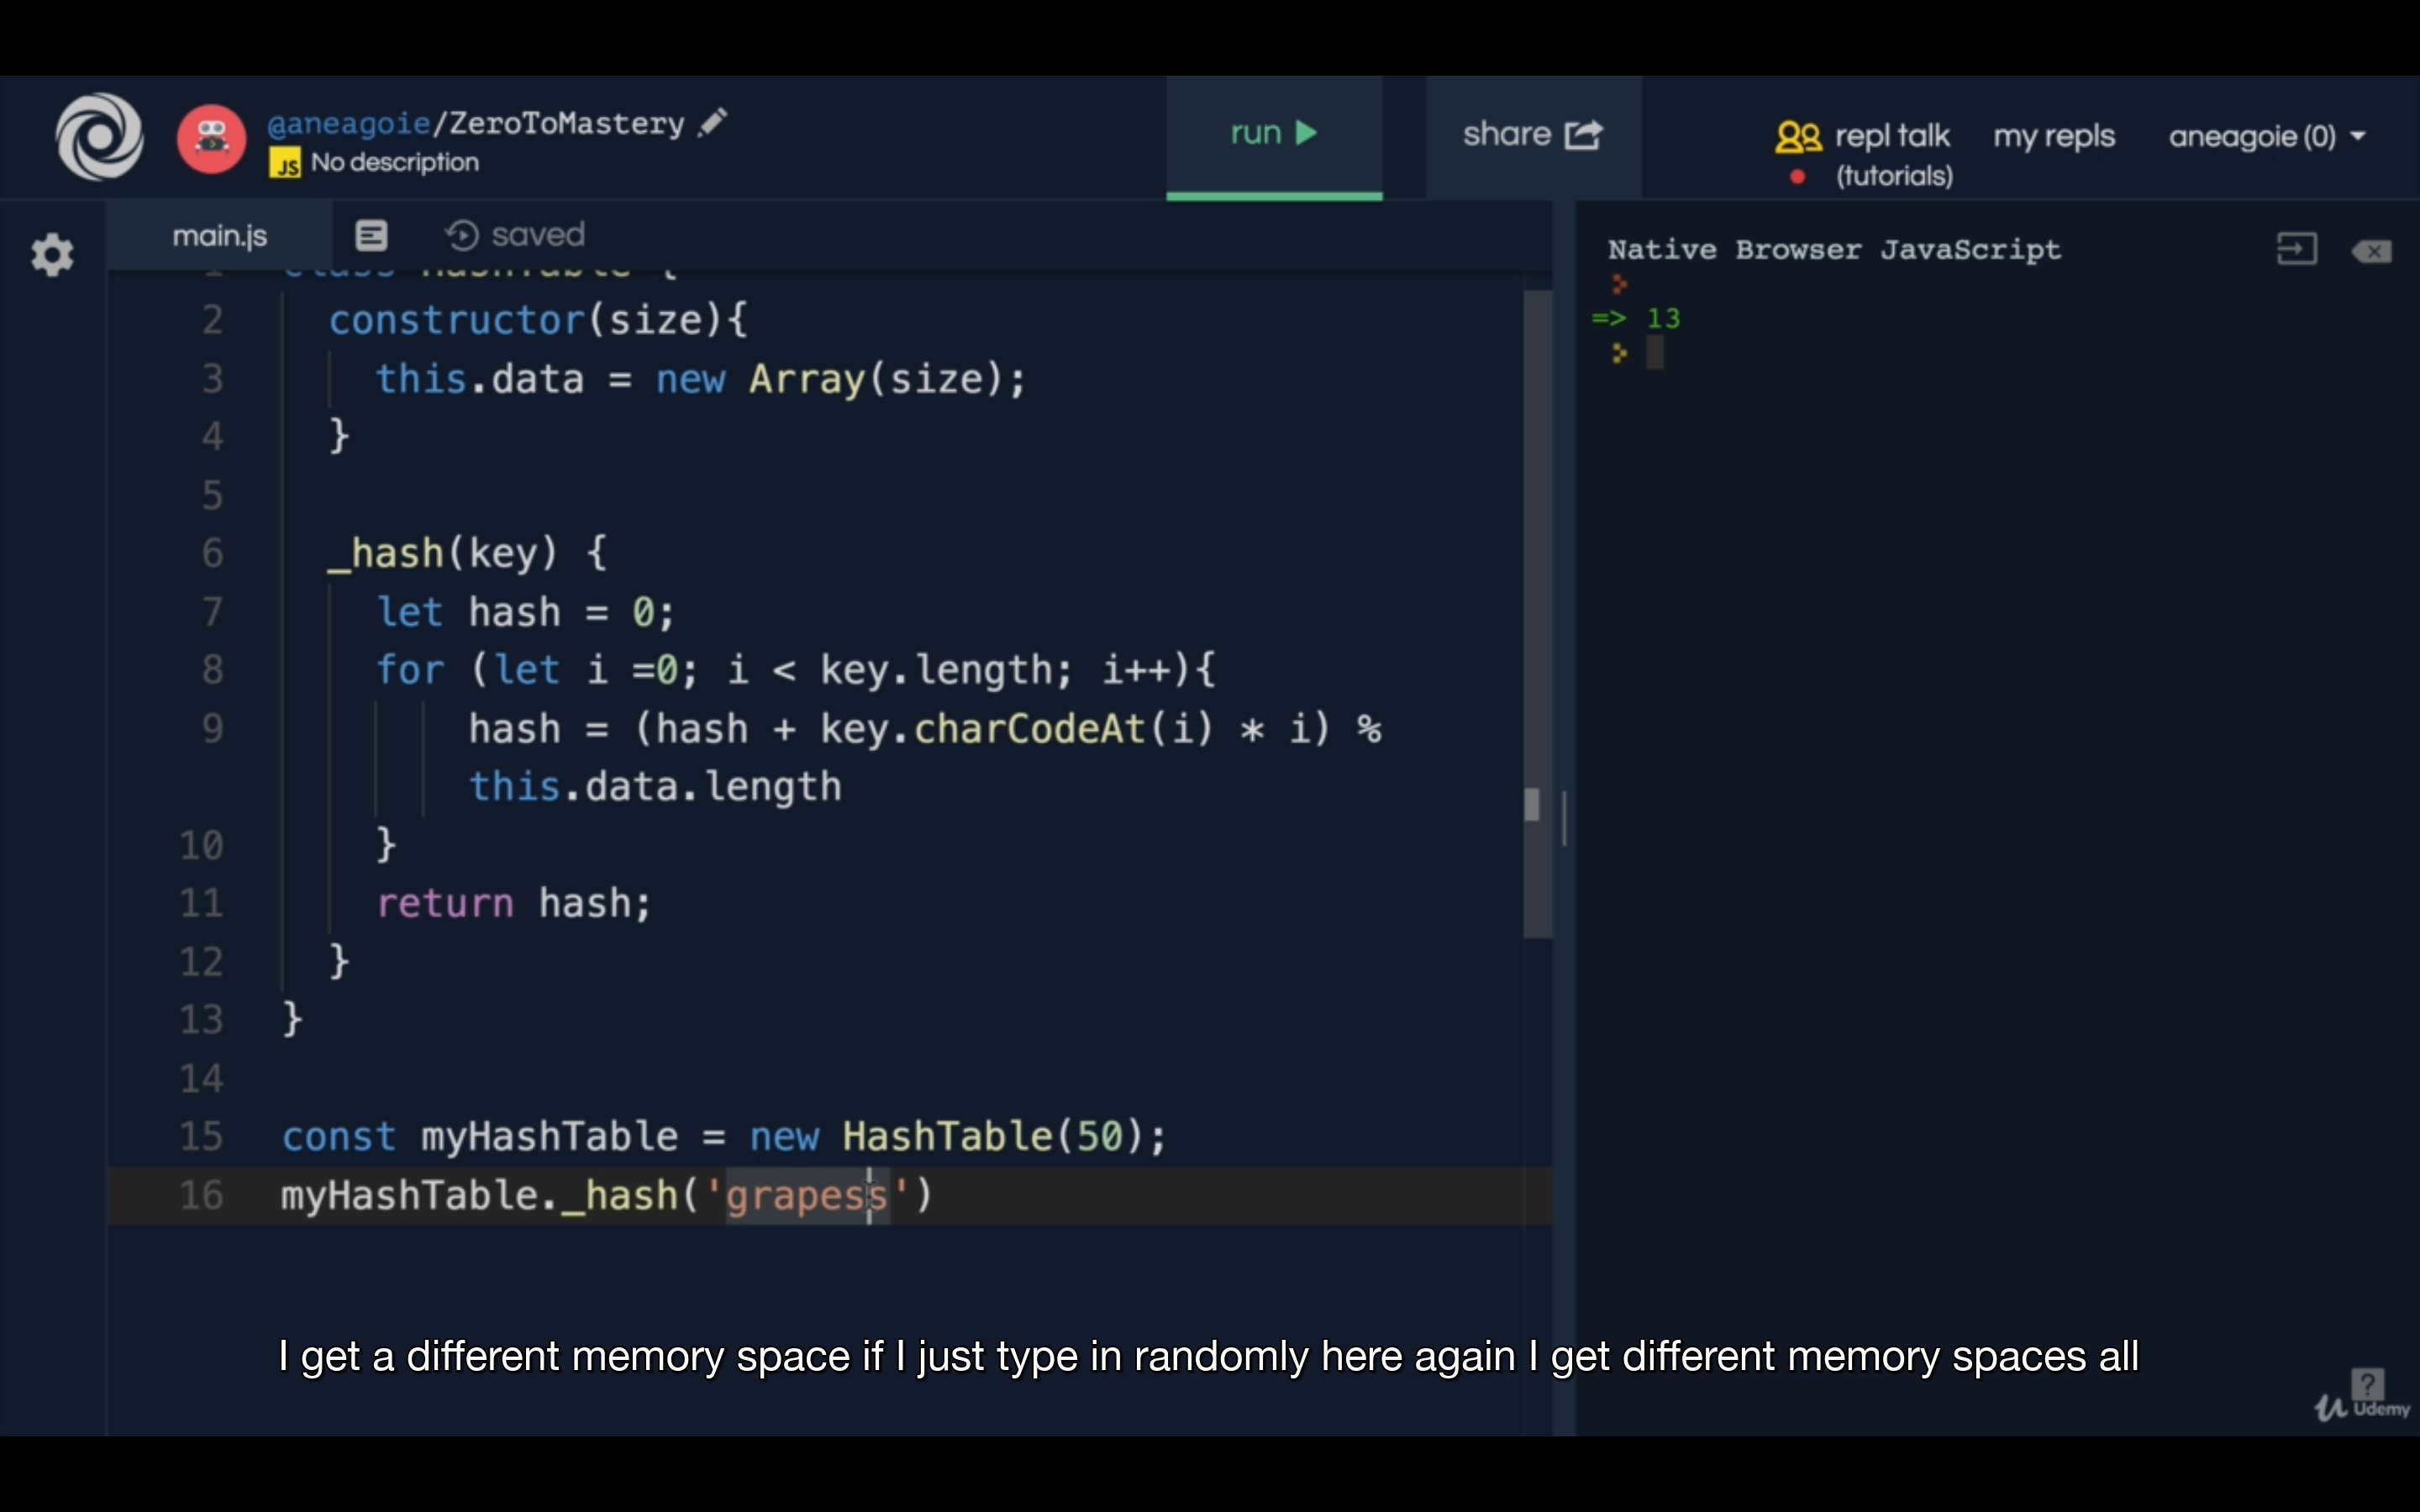 @aneagoie/ZeroToMastery
JS No description
run
share
repl talk
(tutorials)
my repls
aneagoie (0)
main.js
saved
Native Browser JavaScript
1 class HashTable {
2 constructor(size){
3 this.data = new Array(size);
4 }
5
6 _hash(key) {
7 let hash = 0;
8 for (let i =0; i < key.length; i++){
9 hash = (hash + key.charCodeAt(i) * i) %
this.data.length
10 }
11 return hash;
12 }
13 }
14
15 const myHashTable = new HashTable(50);
16 myHashTable._hash('grapess')
=> 13
I get a different memory space if I just type in randomly here again I get different memory spaces all
?
Udemy